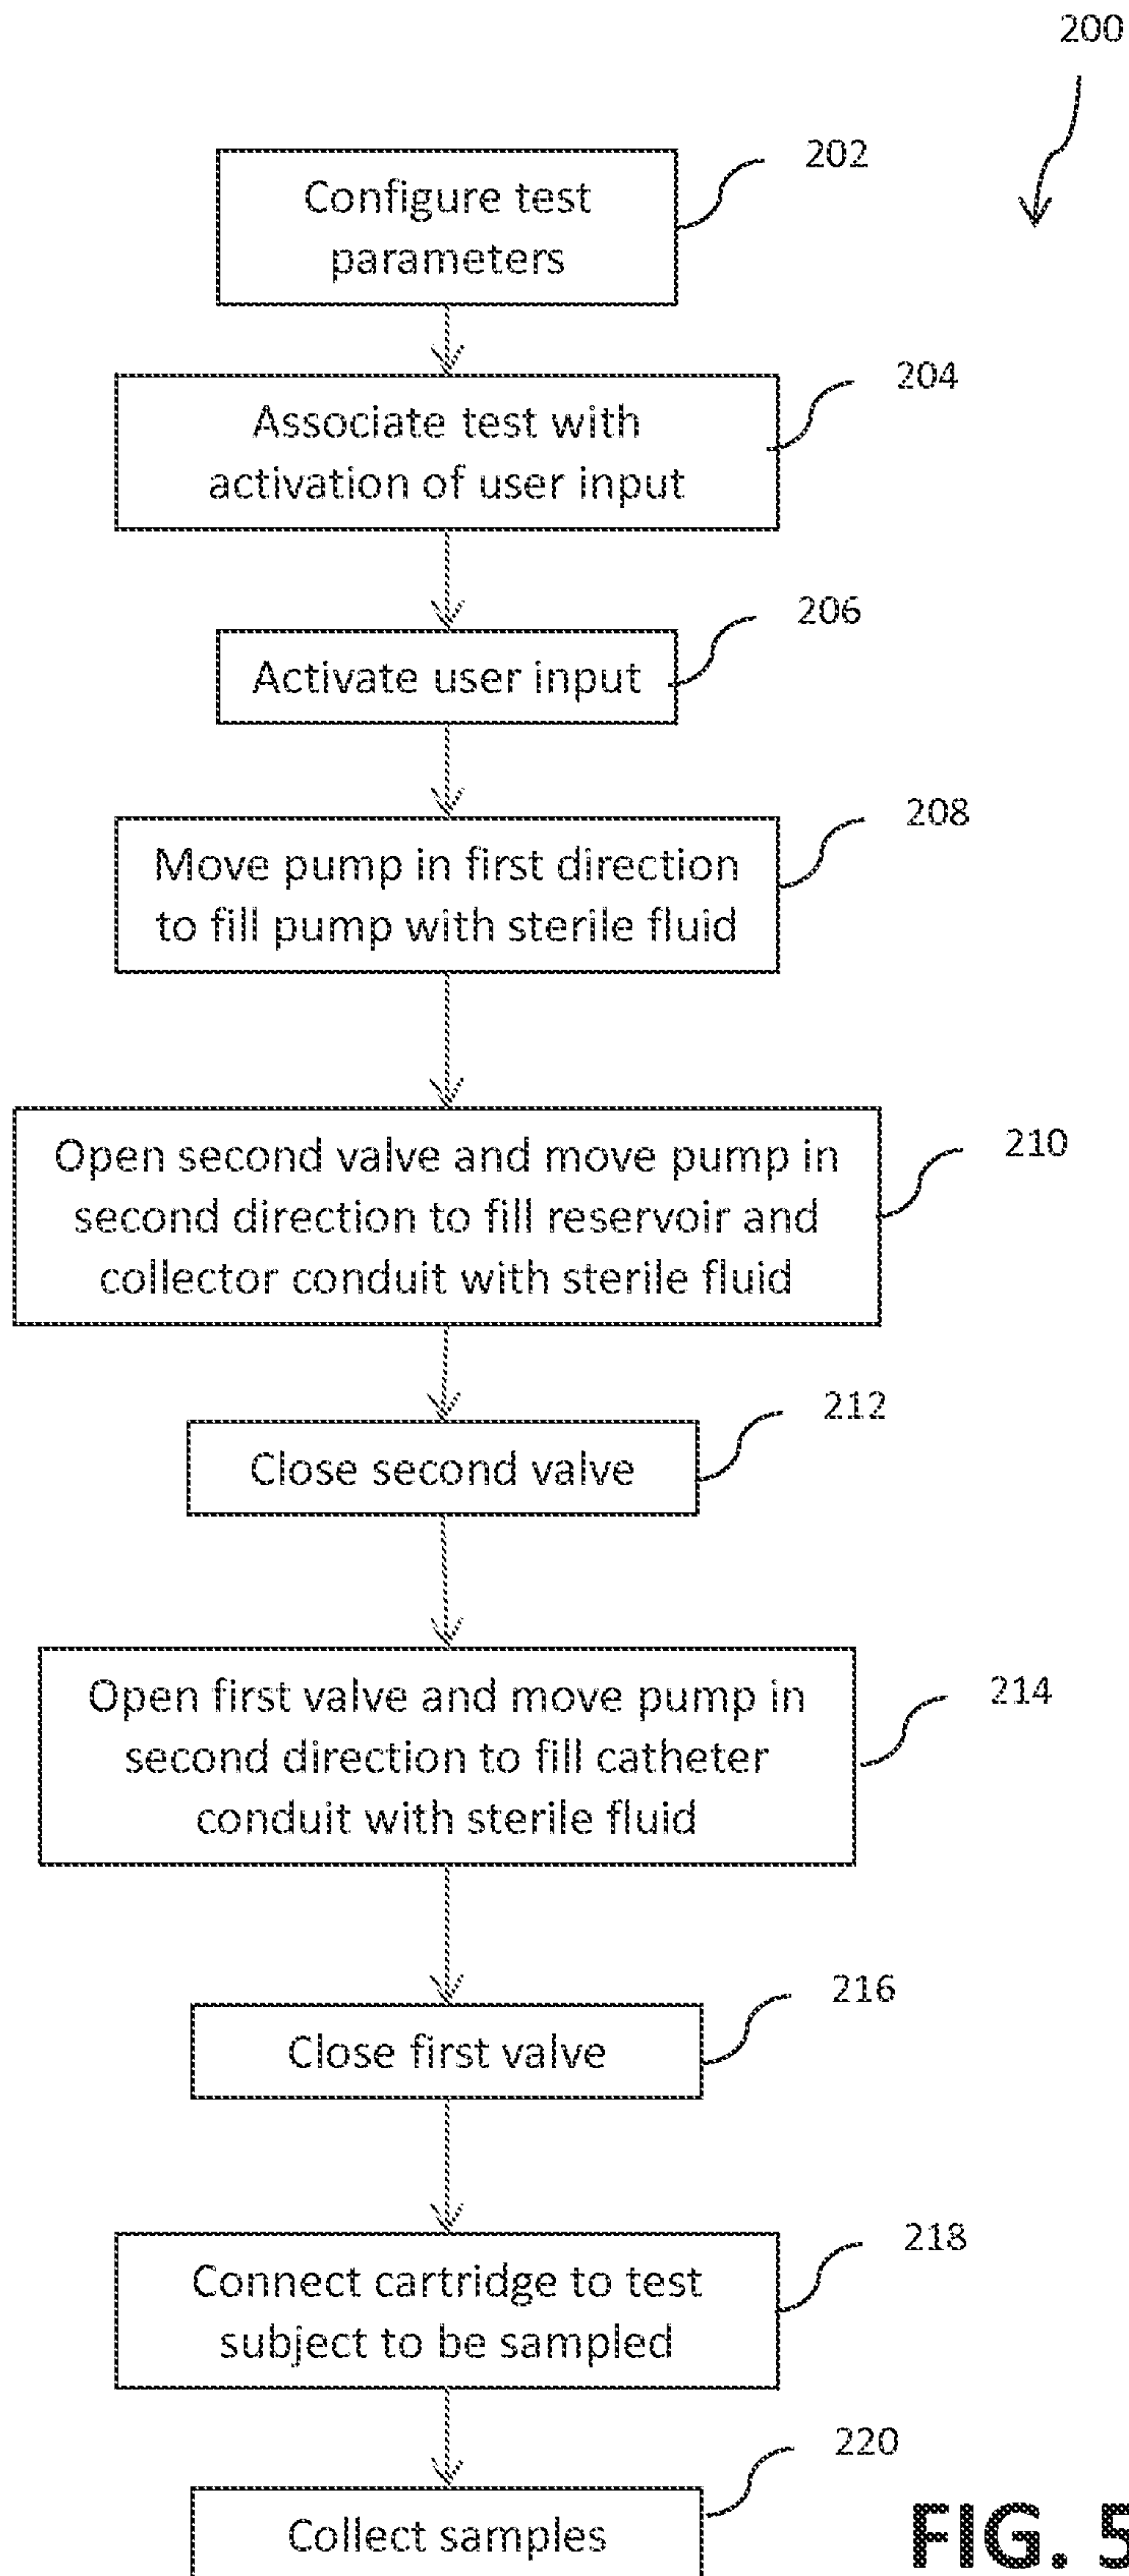 200
202
Configure test
parameters
204
Associate test with
activation of user input
206
Activate user input
208
Move pump in first direction
to fill pump with sterile fluid
210
Open second valve and move pump in
second direction to fill reservoir and
collector conduit with sterile fluid
212
Close second valve
214
Open first valve and move pump in
second direction to fill catheter
conduit with sterile fluid
216
Close first valve
218
Connect cartridge to test
subject to be sampled
220
Collect samples
FIG. 5